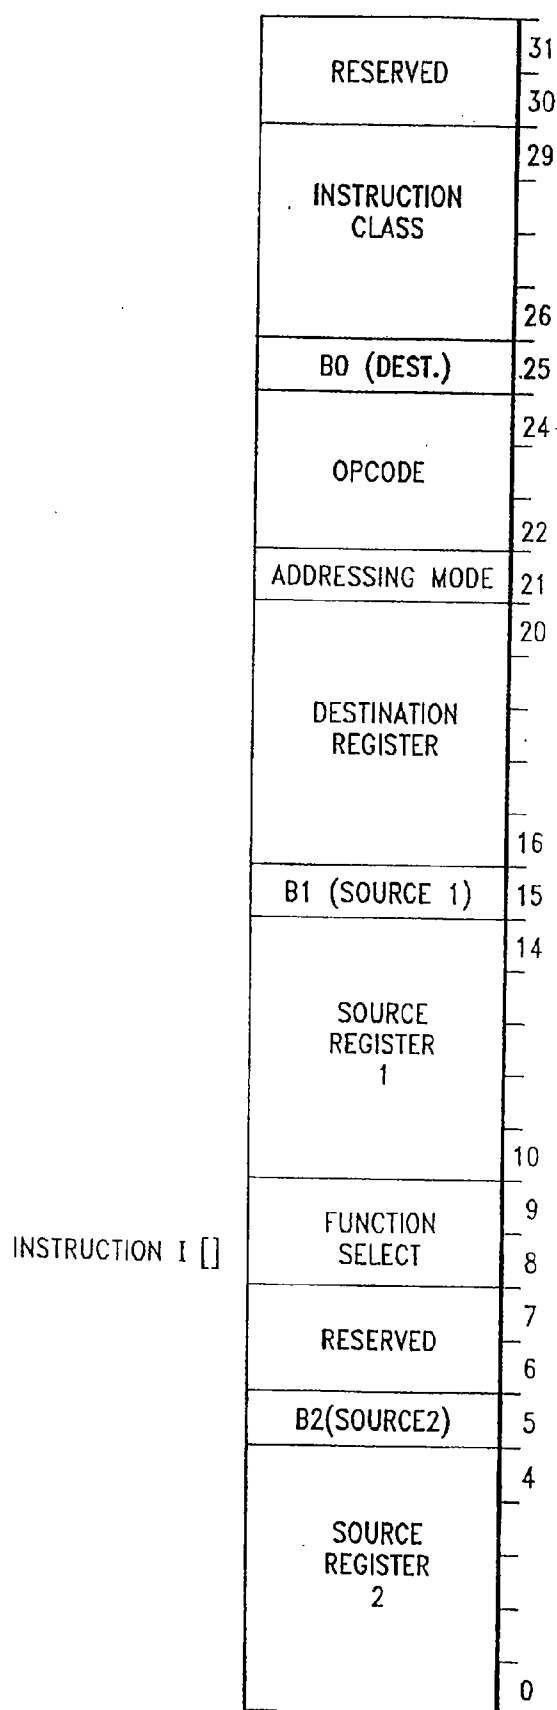 31
RESERVED
30
29
INSTRUCTION
CLASS
26
B0 (DEST.) 25
24
OPCODE
22
ADDRESSING MODE 21
20
DESTINATION
REGISTER
16
B1 (SOURCE 1) 15
14
SOURCE
REGISTER
1
10
9
FUNCTION
SELECT 8
INSTRUCTION I []
7
RESERVED
6
B2(SOURCE2) 5
4
SOURCE
REGISTER
2
0